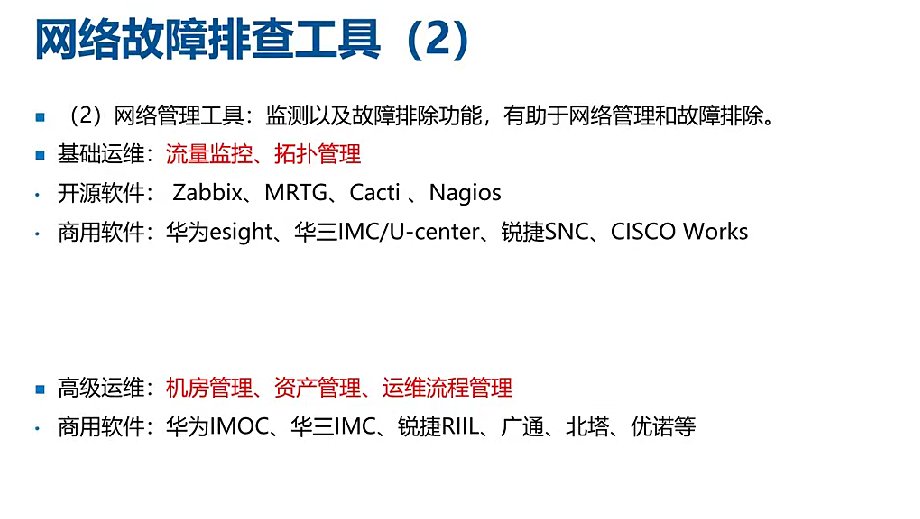 网络故障排查工具（2）
（2）网络管理工具：监测以及故障排除功能，有助于网络管理和故障排除。
基础运维：流量监控、拓扑管理
开源软件： Zabbix、MRTG、Cacti 、Nagios
商用软件：华为esight、华三IMC/U-center、锐捷SNC、CISCO Works
高级运维：机房管理、资产管理、运维流程管理
商用软件：华为IMOC、华三IMC、锐捷RIIL、广通、北塔、优诺等